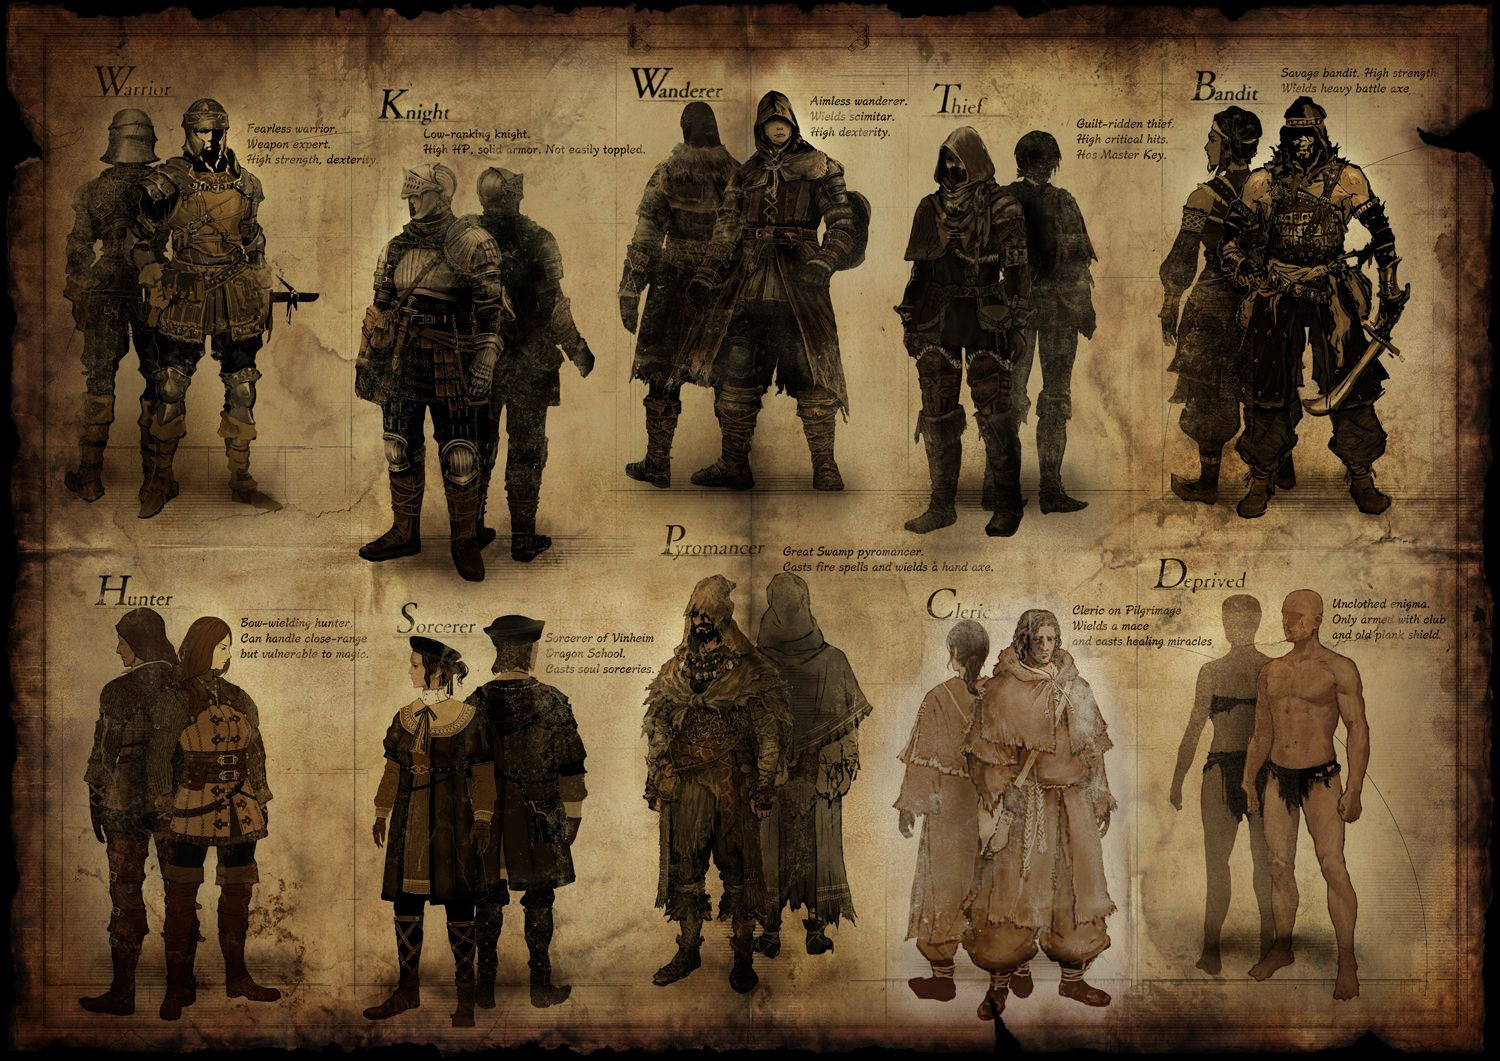 Warrior
Fearless warrior.
Weapon expert.
High strength, dexterity.
Knight
Low-ranking knight.
High HP, solid armor. Not easily toppled.
Wanderer
Aimless wanderer.
Wields scimitar.
High dexterity.
Thief
Guilt-ridden thief.
High critical hits.
Has Master Key.
Bandit
Savage bandit. High strength.
Wields heavy battle axe
Hunter
Bow-wielding hunter,
Can handle close-range
but vulnerable to magic.
Sorcerer
Sorcerer of Vinheim
Dragon School.
Casts soul sorceries.
Pyromancer
Great Swamp pyromancer.
Casts fire spells and wields a hand axe.
Cleric
Cleric on Pilgrimage
Wields a mace
and casts healing miracles
Deprived
Unclothed enigma.
Only armed with club
and old plank shield.